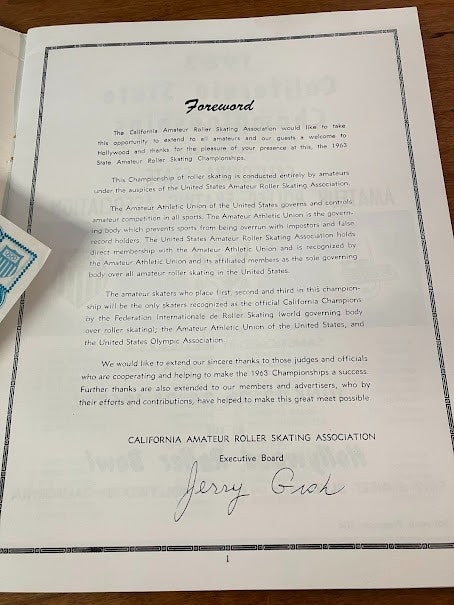 Foreword
The California Amateur Roller Skating Association would like to take
this opportunity to extend to all amateurs and our guests a welcome to
Hollywood and thanks for the pleasure of your presence at this, the 1963
State Amateur Roller Skating Championships.
This Championship of roller skating is conducted entirely by amateurs
under the auspices of the United States Amateur Roller Skating Association.
The Amateur Athletic Union of the United States governs and controls
amateur competition in all sports. The Amateur Athletic Union is the govern-
ing body which prevents sports from being overrun with impostors and false
record holders. The United States Amateur Roller Skating Association holds
direct membership with the Amateur Athletic Union and is recognized by
the Amateur Athletic Union and its affiliated members as the sole governing
body over all amateur roller skating in the United States.
The amateur skaters who place first, second and third in this champion-
ship will be the only skaters recognized as the official California Champions
by the Federation Internationale de Roller Skating (world governing body
over roller skating); the Amateur Athletic Union of the United States, and
the United States Olympic Association.
We would like to extend our sincere thanks to those judges and officials
who are cooperating and helping to make the 1963 Championships a success.
Further thanks are also extended to our members and advertisers, who by
their efforts and contributions, have helped to make this great meet possible.
CALIFORNIA AMATEUR ROLLER SKATING ASSOCIATION
Executive Board
Jerry Gish
1